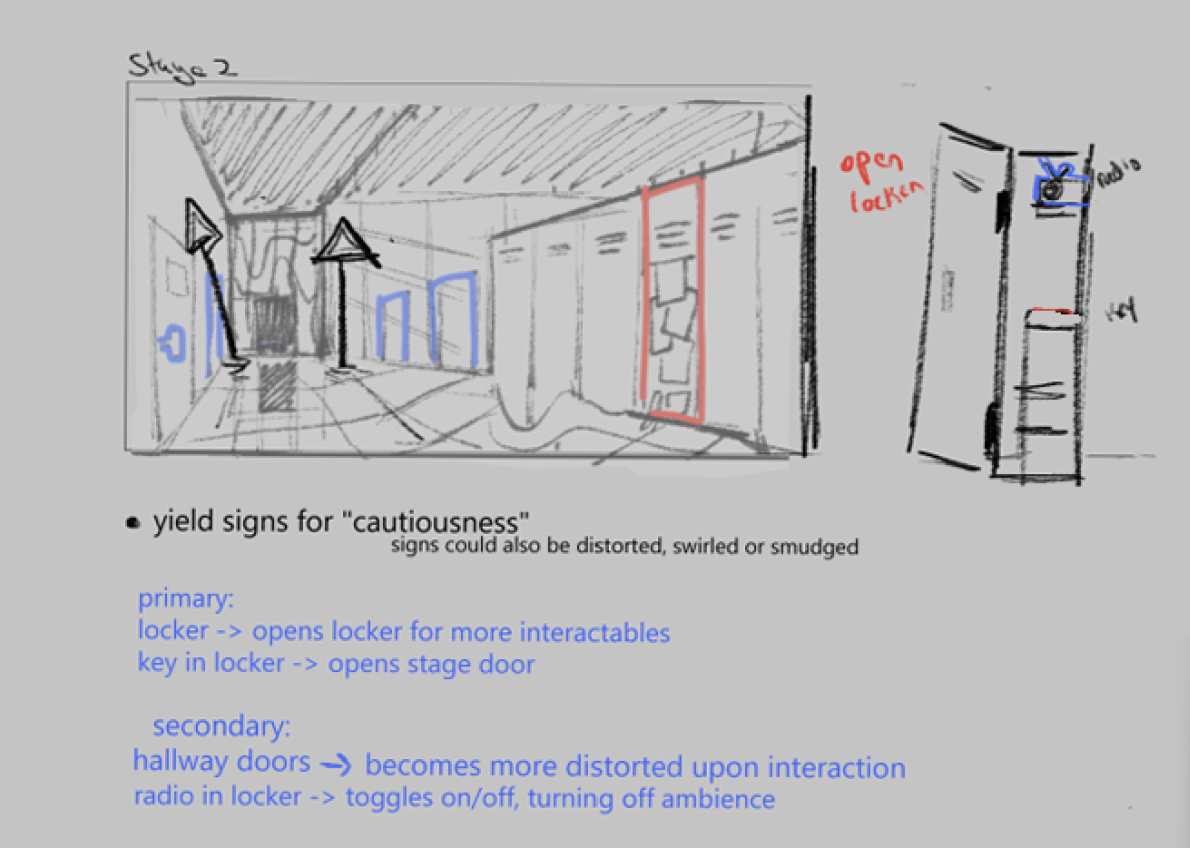 Stage 2
open
locker
radio
key
• yield signs for "cautiousness"
signs could also be distorted, swirled or smudged
primary:
locker -> opens locker for more interactables
key in locker -> opens stage door
secondary:
hallway doors → becomes more distorted upon interaction
radio in locker -> toggles on/off, turning off ambience